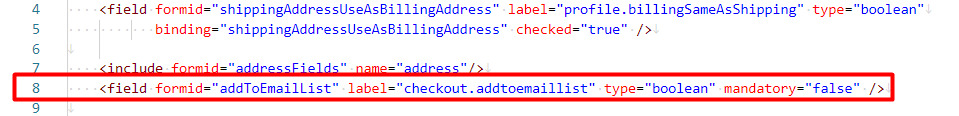 4 <field formid="shippingAddressUseAsBillingAddress" label="profile.billingSameAsShipping" type="boolean"
5 binding="shippingAddressUseAsBillingAddress" checked="true" />
6
7 <include formid="addressFields" name="address"/>
8 <field formid="addToEmailList" label="checkout.addtoemaillist" type="boolean" mandatory="false" />
9